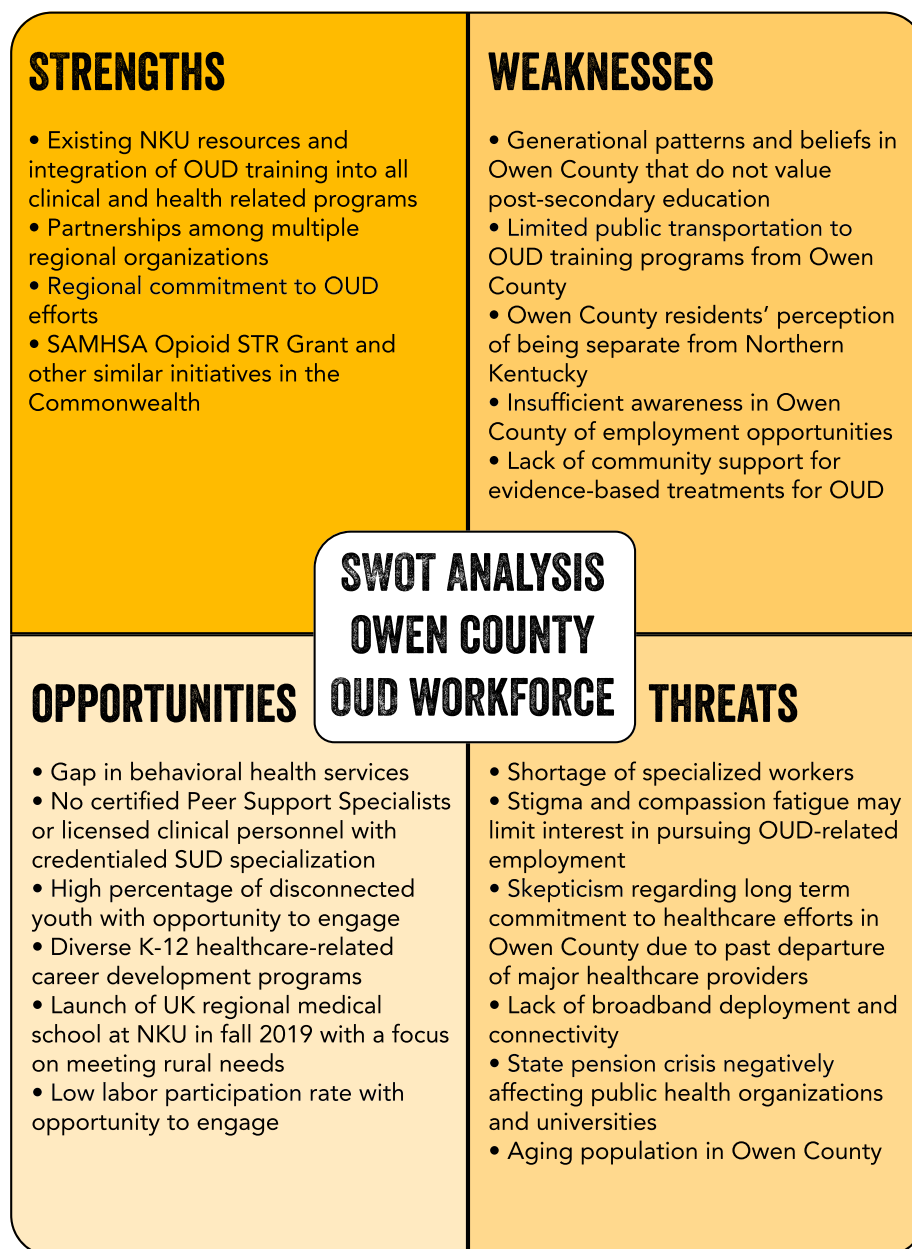 STRENGTHS
• Existing NKU resources and
integration of OUD training into all
clinical and health related programs
• Partnerships among multiple
regional organizations
• Regional commitment to OUD
efforts
• SAMHSA Opioid STR Grant and
other similar initiatives in the
Commonwealth
WEAKNESSES
• Generational patterns and beliefs in
Owen County that do not value
post-secondary education
• Limited public transportation to
OUD training programs from Owen
County
• Owen County residents’ perception
of being separate from Northern
Kentucky
• Insufficient awareness in Owen
County of employment opportunities
• Lack of community support for
evidence-based treatments for OUD
SWOT ANALYSIS
OWEN COUNTY
OUD WORKFORCE
OPPORTUNITIES
• Gap in behavioral health services
• No certified Peer Support Specialists
or licensed clinical personnel with
credentialed SUD specialization
• High percentage of disconnected
youth with opportunity to engage
• Diverse K-12 healthcare-related
career development programs
• Launch of UK regional medical
school at NKU in fall 2019 with a focus
on meeting rural needs
• Low labor participation rate with
opportunity to engage
THREATS
• Shortage of specialized workers
• Stigma and compassion fatigue may
limit interest in pursuing OUD-related
employment
• Skepticism regarding long term
commitment to healthcare efforts in
Owen County due to past departure
of major healthcare providers
• Lack of broadband deployment and
connectivity
• State pension crisis negatively
affecting public health organizations
and universities
• Aging population in Owen County